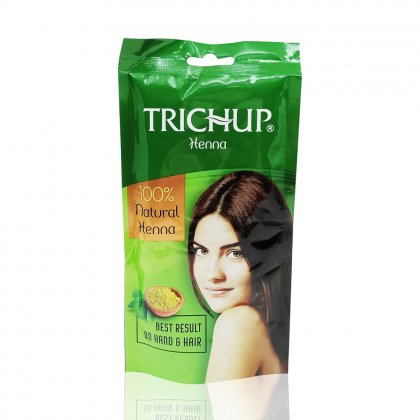 TRICHUP®
Henna
100%
Natural
Henna
BEST RESULT
ON HAND & HAIR